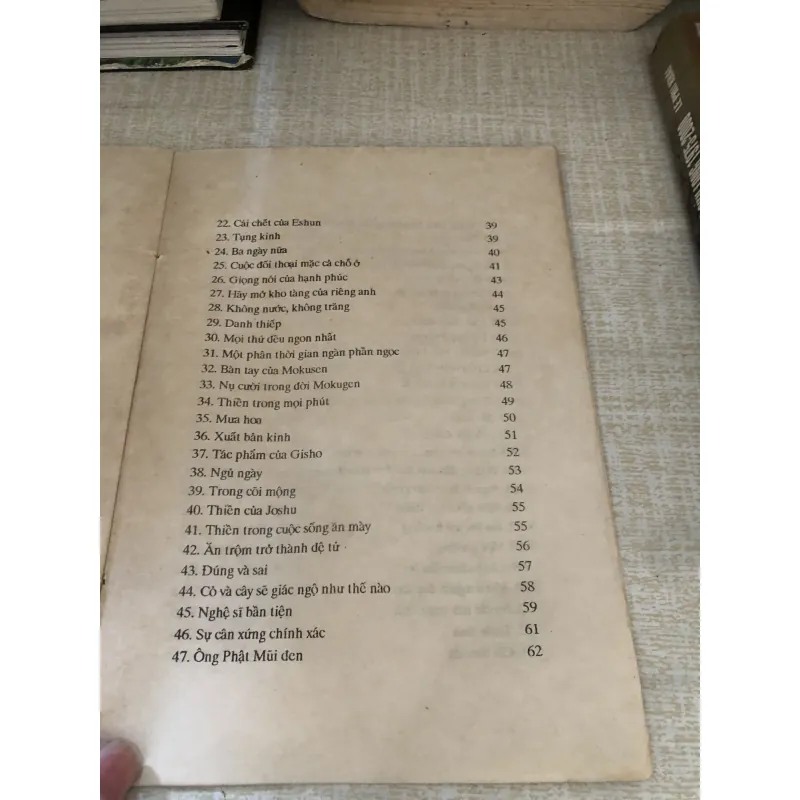 22. Cái chết của Eshun 39
23. Tụng kinh 39
24. Ba ngày nữa 40
25. Cuộc đối thoại mặc cả chỗ ở 41
26. Giọng nói của hạnh phúc 43
27. Hãy mở kho tàng của riêng anh 44
28. Không nước, không trăng 45
29. Danh thiếp 45
30. Mọi thứ đều ngon nhất 46
31. Một phân thời gian ngàn phân ngọc 47
32. Bàn tay của Mokusen 47
33. Nụ cười trong đời Mokugen 48
34. Thiền trong mọi phút 49
35. Mưa hoa 50
36. Xuất bản kinh 51
37. Tác phẩm của Gisho 52
38. Ngủ ngày 53
39. Trong cõi mộng 54
40. Thiền của Joshu 55
41. Thiền trong cuộc sống ăn mày 55
42. Ăn trộm trở thành đệ tử 56
43. Đúng và sai 57
44. Cỏ và cây sẽ giác ngộ như thế nào 58
45. Nghệ sĩ bần tiện 59
46. Sự cân xứng chính xác 61
47. Ông Phật Mũi đen 62